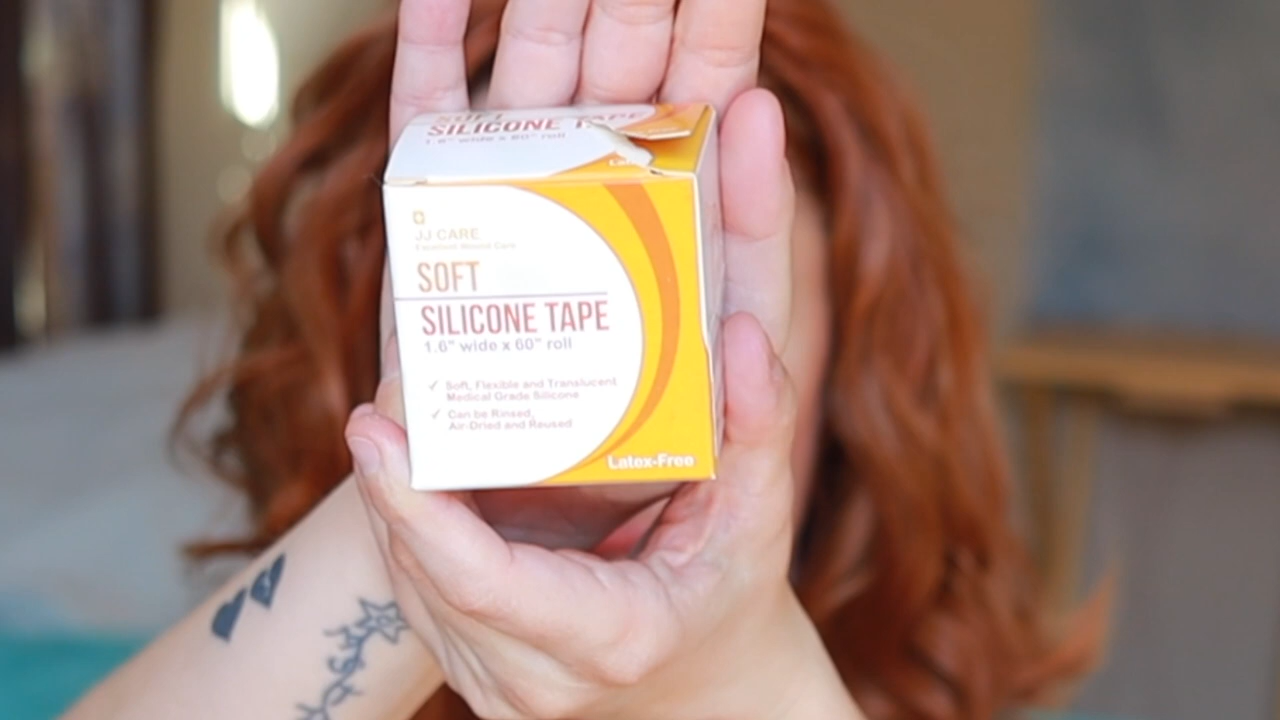 SOFT
SILICONE TAPE
1.6" wide x 60" roll
JJ CARE
Excellent Wound Care
SOFT
SILICONE TAPE
1.6" wide x 60" roll
✓ Soft, Flexible and Translucent
Medical Grade Silicone
✓ Can be Rinsed,
Air-Dried and Reused
Latex-Free